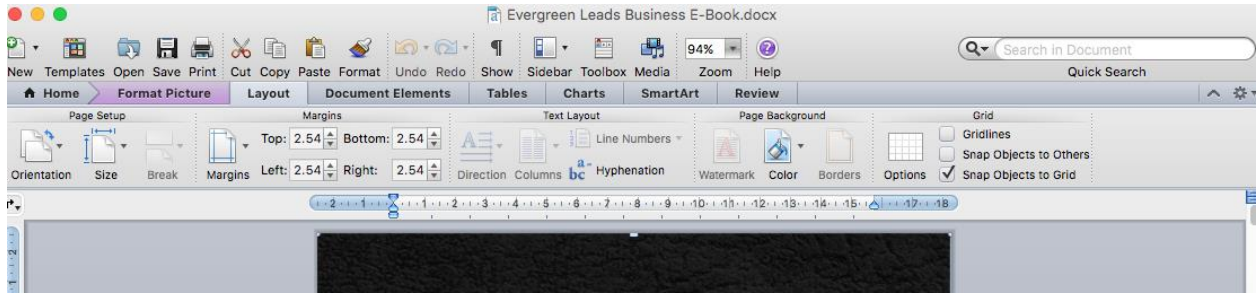 Evergreen Leads Business E-Book.docx
94%
Search in Document
New Templates Open Save Print Cut Copy Paste Format Undo Redo Show Sidebar Toolbox Media Zoom Help Quick Search
Home Format Picture Layout Document Elements Tables Charts SmartArt Review
Page Setup Margins Text Layout Page Background Grid
Top: 2.54 Bottom: 2.54 Line Numbers Gridlines
Snap Objects to Others
Left: 2.54 Right: 2.54 abc Hyphenation
Orientation Size Break Margins Direction Columns Watermark Color Borders Options Snap Objects to Grid
2 1 1 2 3 4 5 6 7 8 9 10 11 12 13 14 15 17 18
2
1